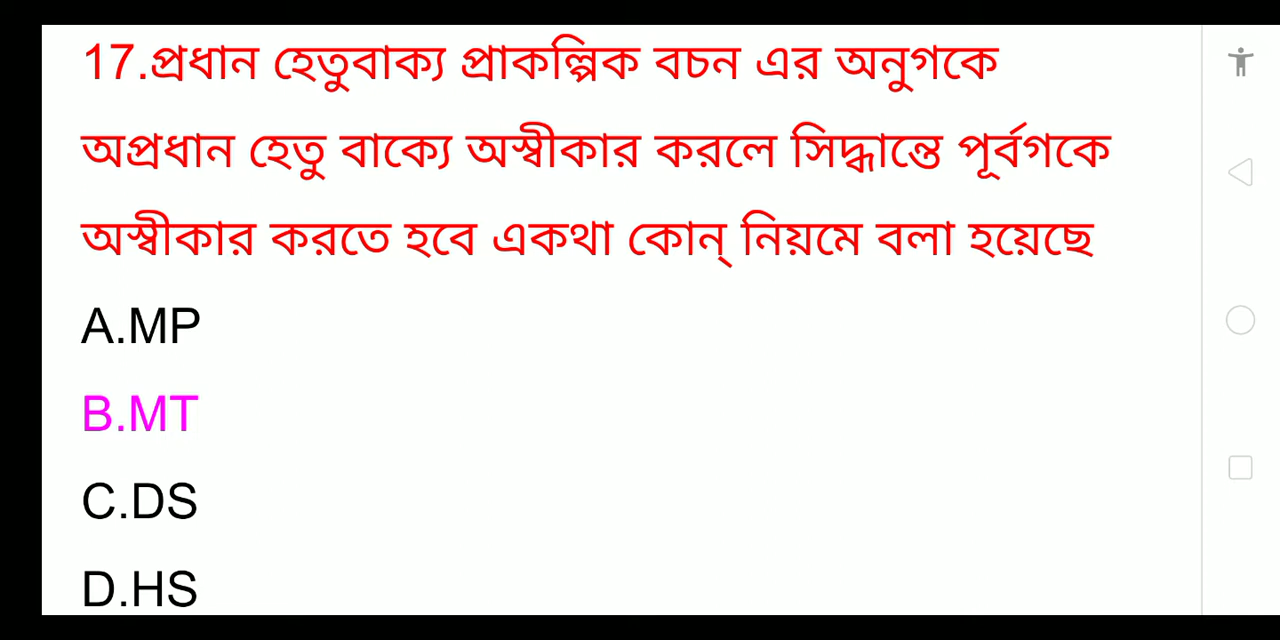 17.প্রধান হেতুবাক্য প্রাকল্পিক বচন এর অনুগকে
অপ্রধান হেতু বাক্যে অস্বীকার করলে সিদ্ধান্তে পূর্বগকে
অস্বীকার করতে হবে একথা কোন্ নিয়মে বলা হয়েছে
A.MP
B.MT
C.DS
D.HS